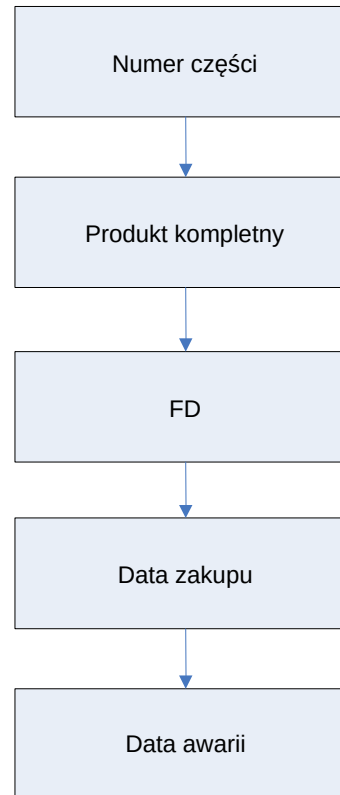 Numer części
Produkt kompletny
FD
Data zakupu
Data awarii